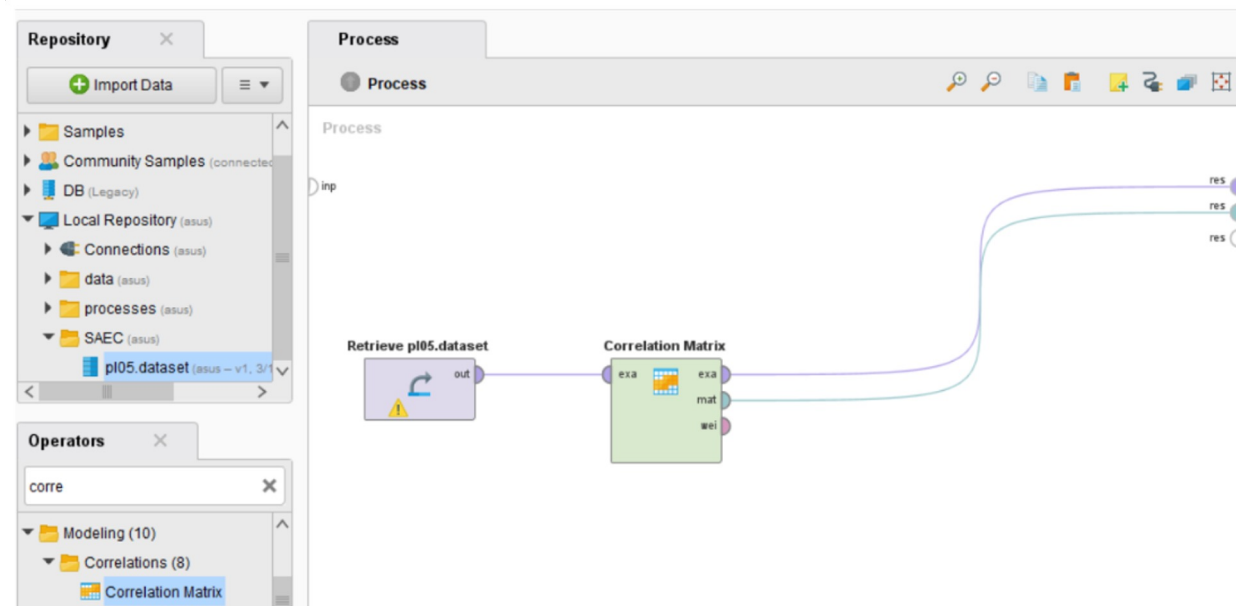 Repository
Import Data
Samples
Community Samples (connected
DB (Legacy)
Local Repository (asus)
Connections (asus)
data (asus)
processes (asus)
SAEC (asus)
pl05.dataset (asus – v1, 3/1
Operators
corre
Modeling (10)
Correlations (8)
Correlation Matrix
Process
Process
Process
inp
res
res
res
Retrieve pl05.dataset
out
Correlation Matrix
exa
exa
mat
wei